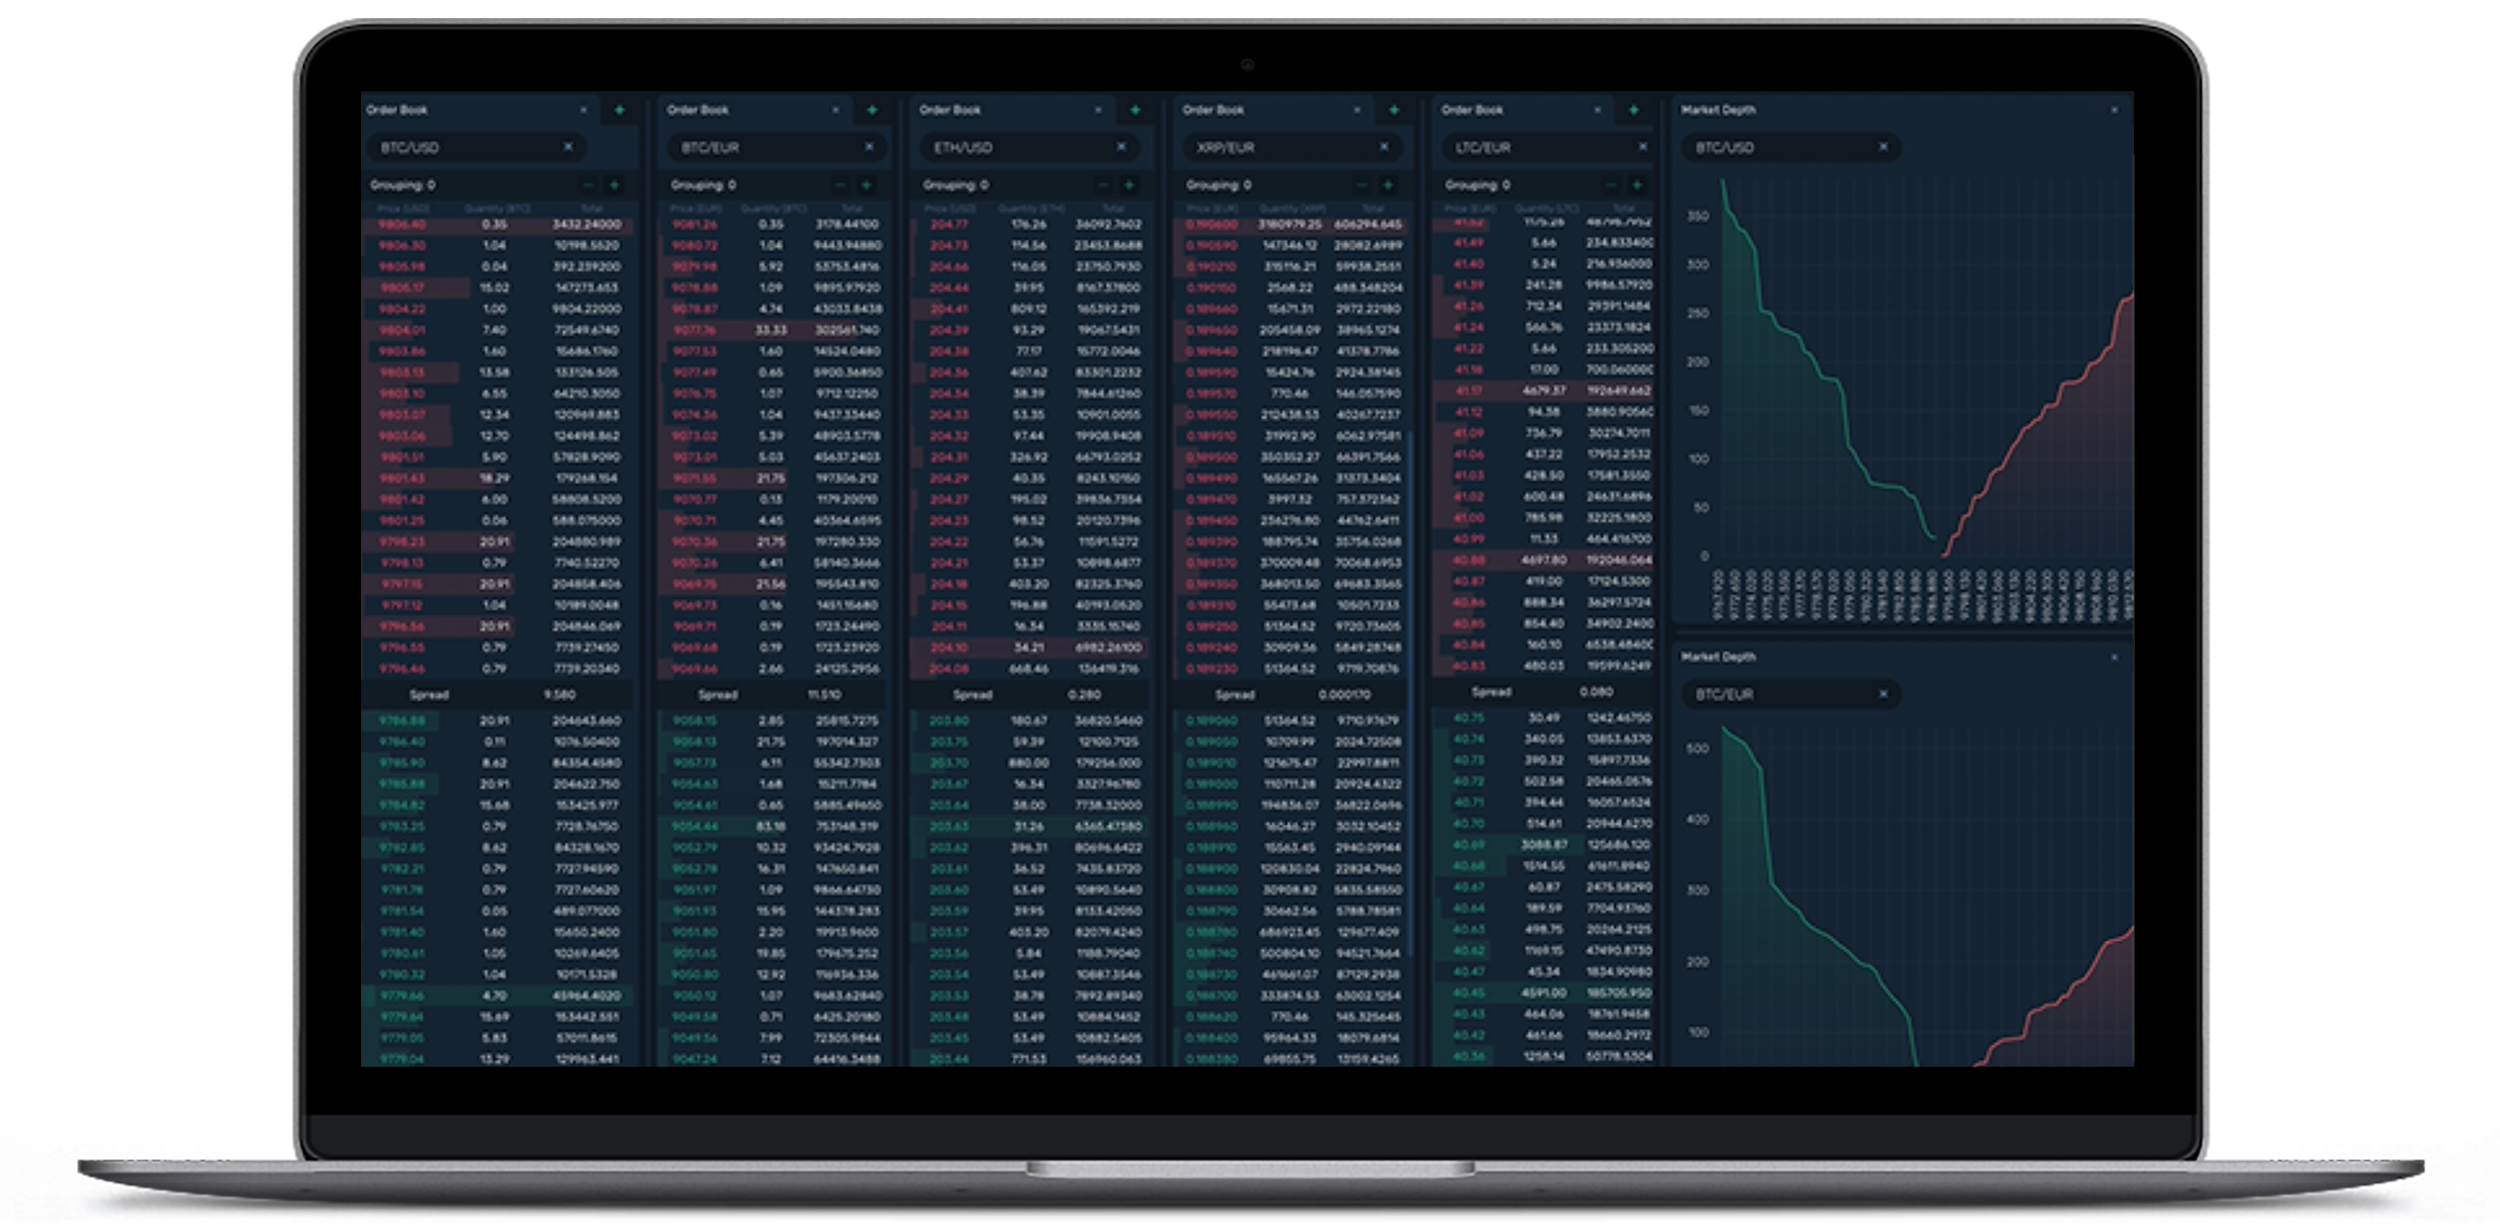 Order Book
BTC/USD
Grouping: 0
Price (USD) Quantity (BTC) Total
9806.40 0.35 3432.24000
9806.30 1.04 10198.5520
9805.98 0.04 392.239200
9805.17 15.02 147273.653
9804.22 1.00 9804.22000
9804.01 7.40 72549.6740
9803.86 1.60 15686.1760
9803.13 13.58 133126.505
9803.10 6.55 64210.3050
9803.07 12.34 120969.883
9803.06 12.70 124498.862
9801.51 5.90 57828.9090
9801.43 18.29 179268.154
9801.42 6.00 58808.5200
9801.25 0.06 588.075000
9798.23 20.91 204880.989
9798.13 0.79 7740.52270
9797.15 20.91 204858.406
9797.12 1.04 10189.0048
9796.56 20.91 204846.069
9796.55 0.79 7739.27450
9796.46 0.79 7739.20340
Spread 9.580
9786.88 20.91 204643.660
9786.40 0.11 1076.50400
9785.90 8.62 84354.4580
9785.88 20.91 204622.750
9784.82 15.68 153425.977
9783.25 0.79 7728.76750
9782.85 8.62 84328.1670
9782.21 0.79 7727.94590
9781.78 0.79 7727.60620
9781.54 0.05 489.077000
9781.40 1.60 15650.2400
9780.61 1.05 10269.6405
9780.32 1.04 10171.5328
9779.66 4.70 45964.4020
9779.64 15.69 153442.551
9779.05 5.83 57011.8615
9779.04 13.29 129963.441
Order Book
BTC/EUR
Grouping: 0
Price (EUR) Quantity (BTC) Total
9081.26 0.35 3178.44100
9080.72 1.04 9443.94880
9079.98 5.92 53753.4816
9078.88 1.09 9895.97920
9078.87 4.74 43033.8438
9077.76 33.33 302561.740
9077.53 1.60 14524.0480
9077.49 0.65 5900.36850
9076.75 1.07 9712.12250
9074.36 1.04 9437.33440
9073.02 5.39 48903.5778
9073.01 5.03 45637.2403
9071.55 21.75 197306.212
9070.77 0.13 1179.20010
9070.71 4.45 40364.6595
9070.36 21.75 197280.330
9070.26 6.41 58140.3666
9069.75 21.56 195543.810
9069.73 0.16 1451.15680
9069.71 0.19 1723.24490
9069.68 0.19 1723.23920
9069.66 2.66 24125.2956
Spread 11.510
9058.15 2.85 25815.7275
9058.13 21.75 197014.327
9057.73 6.11 55342.7303
9054.63 1.68 15211.7784
9054.61 0.65 5885.49650
9054.44 83.18 753148.319
9052.79 10.32 93424.7928
9052.78 16.31 147650.841
9051.97 1.09 9866.64730
9051.93 15.95 144378.283
9051.80 2.20 19913.9600
9051.65 19.85 179675.252
9050.80 12.92 116936.336
9050.12 1.07 9683.62840
9049.58 0.71 6425.20180
9049.56 7.99 72305.9844
9047.24 7.12 64416.3488
Order Book
ETH/USD
Grouping: 0
Price (USD) Quantity (ETH) Total
204.77 176.26 36092.7602
204.73 114.56 23453.8688
204.66 116.05 23750.7930
204.44 39.95 8167.37800
204.41 809.12 165392.219
204.39 93.29 19067.5431
204.38 77.17 15772.0046
204.36 407.62 83301.2232
204.34 38.39 7844.61260
204.33 53.35 10901.0055
204.32 97.44 19908.9408
204.31 326.92 66793.0252
204.29 40.35 8243.10150
204.27 195.02 39836.7354
204.23 98.52 20120.7396
204.22 56.76 11591.5272
204.21 53.37 10898.6877
204.18 403.20 82325.3760
204.15 196.88 40193.0520
204.11 16.34 3335.15740
204.10 34.21 6982.26100
204.08 668.46 136419.316
Spread 0.280
203.80 180.67 36820.5460
203.75 59.39 12100.7125
203.70 880.00 179256.000
203.67 16.34 3327.96780
203.64 38.00 7738.32000
203.63 31.26 6365.47380
203.62 396.31 80696.6422
203.61 36.52 7435.83720
203.60 53.49 10890.5640
203.59 39.95 8133.42050
203.57 403.20 82079.4240
203.56 5.84 1188.79040
203.54 53.49 10887.3546
203.53 38.78 7892.89340
203.48 53.49 10884.1452
203.45 53.49 10882.5405
203.44 771.53 156960.063
Order Book
XRP/EUR
Grouping: 0
Price (EUR) Quantity (XRP) Total
0.190600 3180979.25 606294.645
0.190590 147346.12 28082.6989
0.190210 315116.21 59938.2551
0.190150 2568.22 488.348204
0.189660 15671.31 2972.22180
0.189650 205458.09 38965.1274
0.189640 218196.47 41378.7786
0.189590 15424.76 2924.38145
0.189570 770.46 146.057590
0.189550 212438.53 40267.7237
0.189510 31992.90 6062.97581
0.189500 350352.27 66391.7566
0.189490 165567.26 31373.3404
0.189470 3997.32 757.372362
0.189450 236276.80 44762.6411
0.189390 188795.74 35756.0268
0.189370 370009.48 70068.6953
0.189350 368013.50 69683.3565
0.189310 55473.68 10501.7233
0.189250 51364.52 9720.73605
0.189240 30909.36 5849.28748
0.189230 51364.52 9719.70876
Spread 0.000170
0.189060 51364.52 9710.97679
0.189050 10709.99 2024.72508
0.189010 121675.47 22997.8811
0.189000 110711.28 20924.4322
0.188990 194836.07 36822.0696
0.188960 16046.27 3032.10452
0.188910 15563.45 2940.09144
0.188900 120830.04 22824.7960
0.188800 30908.82 5835.58550
0.188790 30662.56 5788.78581
0.188780 686923.45 129677.409
0.188740 500804.10 94521.7664
0.188730 461661.07 87129.2938
0.188700 333874.53 63002.1254
0.188620 770.46 145.325645
0.188400 95964.33 18079.6814
0.188380 69855.75 13159.4265
Order Book
LTC/EUR
Grouping: 0
Price (EUR) Quantity (LTC) Total
41.49 5.66 234.833400
41.40 5.24 216.936000
41.39 241.28 9986.57920
41.26 712.34 29391.1484
41.24 566.76 23373.1824
41.22 5.66 233.305200
41.18 17.00 700.060000
41.17 4679.37 192649.662
41.12 94.38 3880.90560
41.09 736.79 30274.7011
41.06 437.22 17952.2532
41.03 428.50 17581.3550
41.02 600.48 24631.6896
41.00 785.98 32225.1800
40.99 11.33 464.416700
40.88 4697.80 192046.064
40.87 419.00 17124.5300
40.86 888.34 36297.5724
40.85 854.40 34902.2400
40.84 160.10 6538.48400
40.83 480.03 19599.6249
Spread 0.080
40.75 30.49 1242.46750
40.74 340.05 13853.6370
40.73 390.32 15897.7336
40.72 502.58 20465.0576
40.71 394.44 16057.6524
40.70 514.61 20944.6270
40.69 3088.87 125686.120
40.68 1514.55 61611.8940
40.67 60.87 2475.58290
40.64 189.59 7704.93760
40.63 498.75 20264.2125
40.62 1169.15 47490.8730
40.47 45.34 1834.90980
40.45 4591.00 185705.950
40.43 464.06 18761.9458
40.42 461.66 18660.2972
40.36 1258.14 50778.5304
Market Depth
BTC/USD
350
300
250
200
150
100
50
0
Market Depth
BTC/EUR
500
400
300
200
100